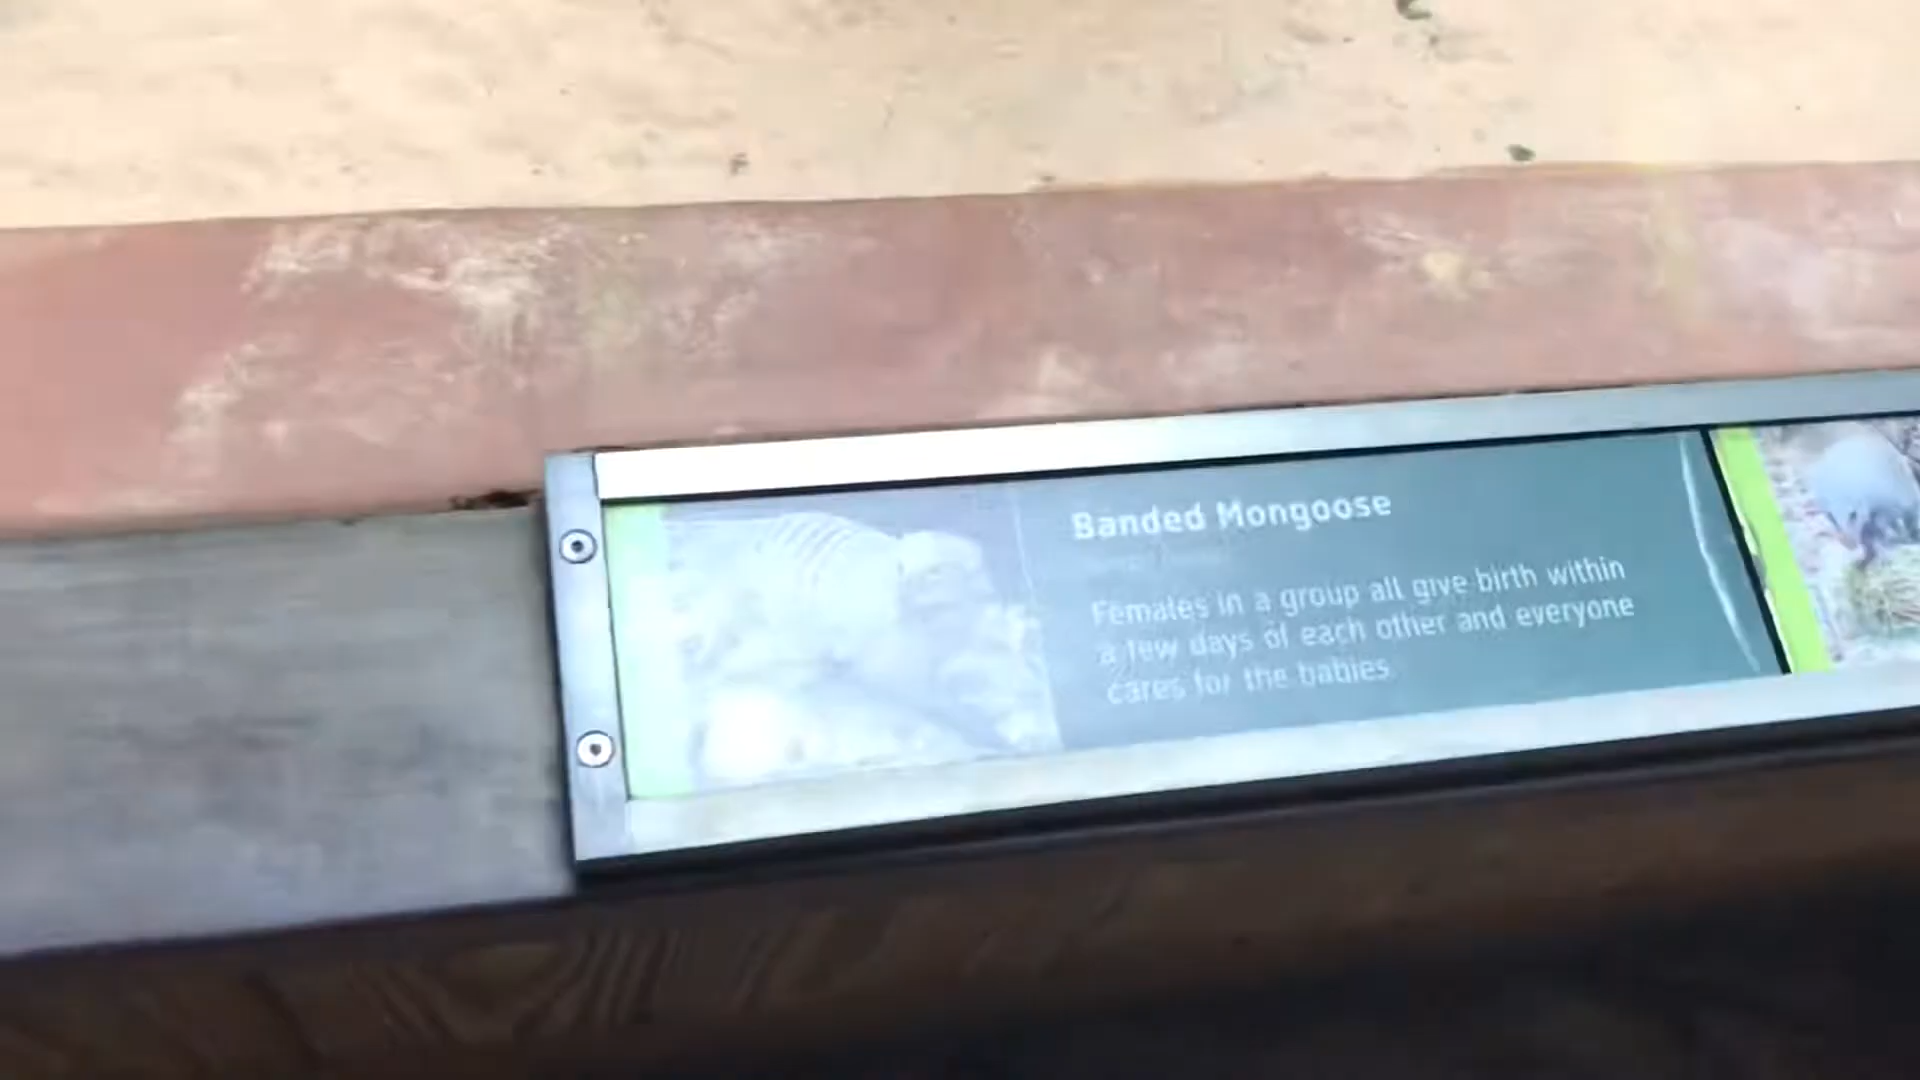 Banded Mongoose
Females in a group all give birth within
a few days of each other and everyone
cares for the babies.